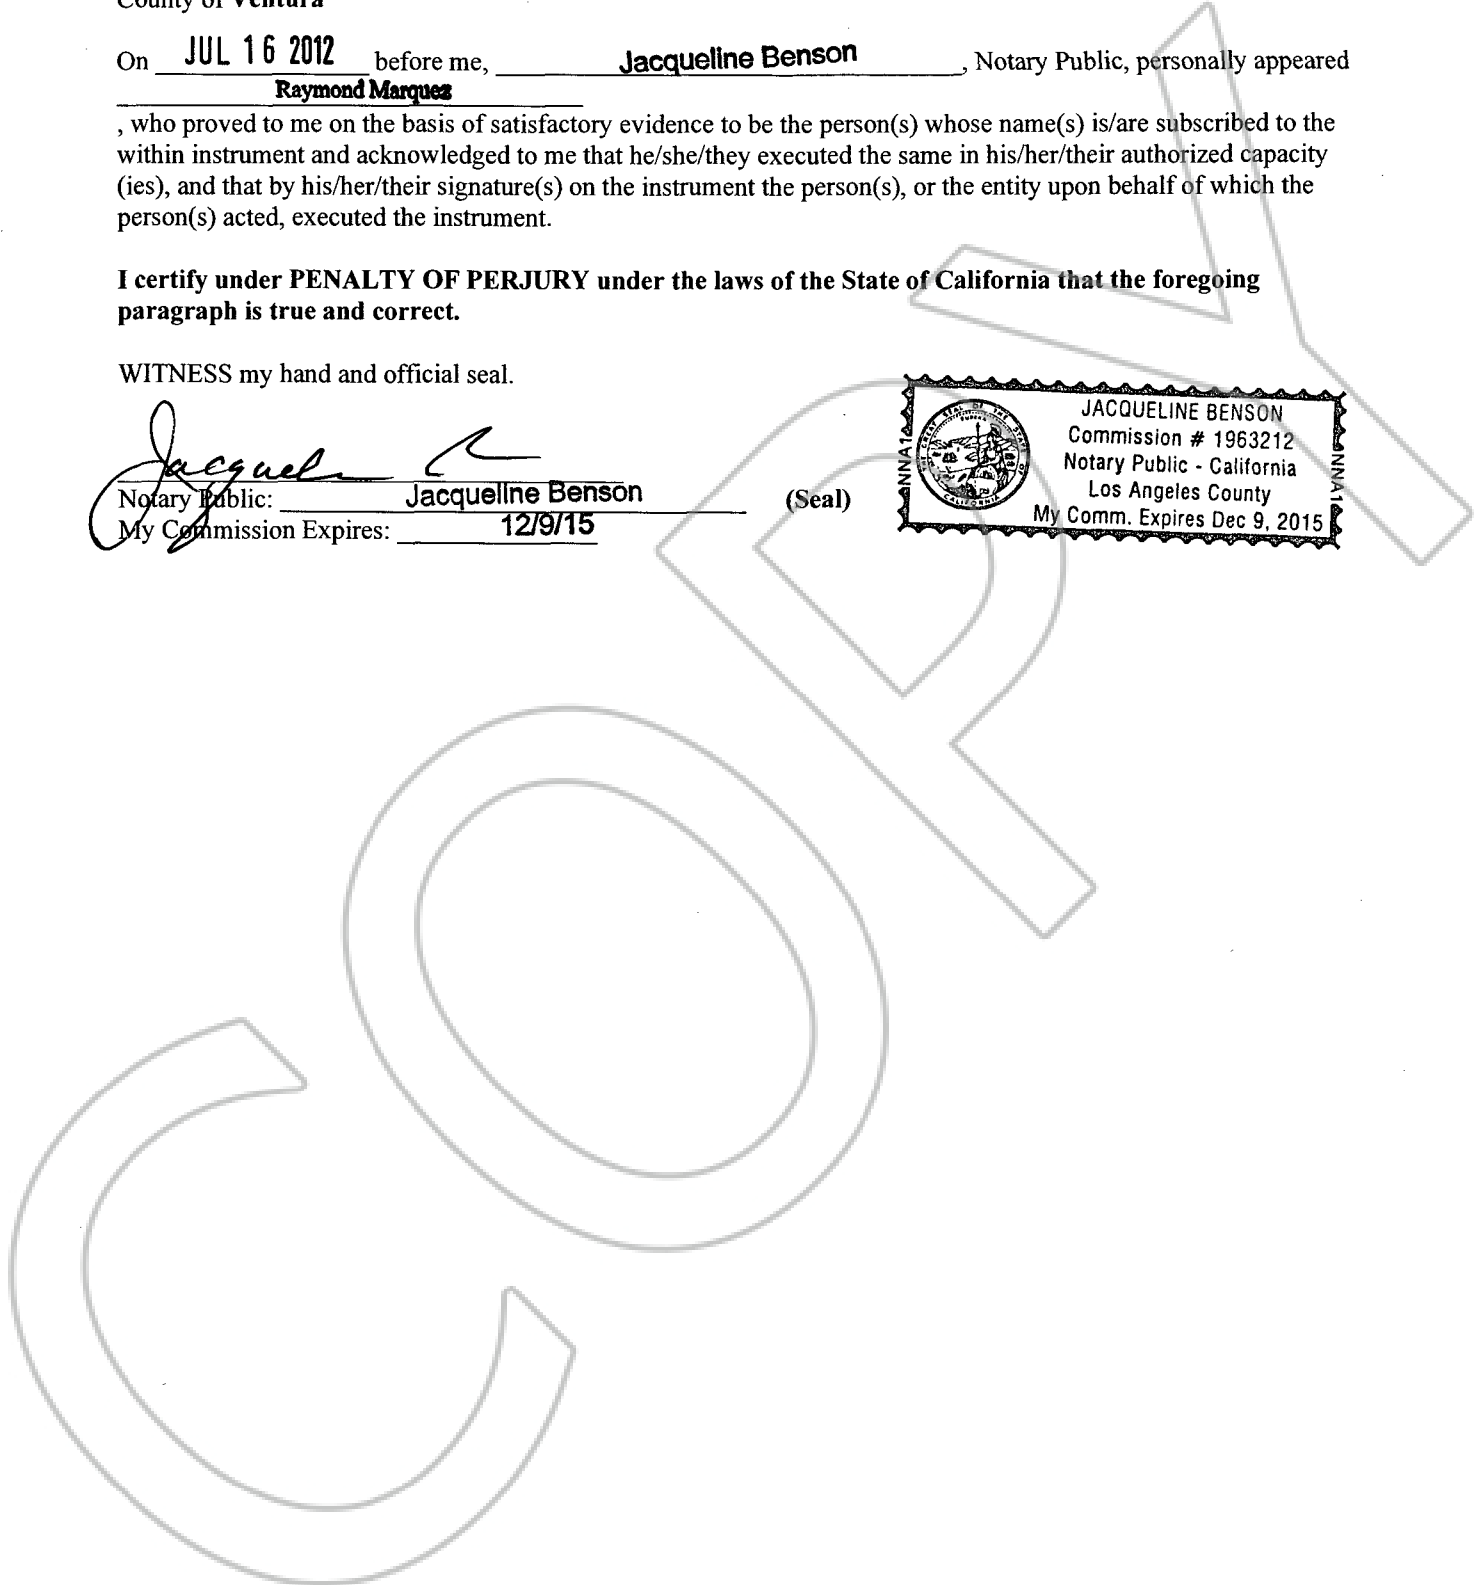 County of Ventura
On JUL 16 2012 before me, Jacqueline Benson, Notary Public, personally appeared
Raymond Marquez
, who proved to me on the basis of satisfactory evidence to be the person(s) whose name(s) is/are subscribed to the
within instrument and acknowledged to me that he/she/they executed the same in his/her/their authorized capacity
(ies), and that by his/her/their signature(s) on the instrument the person(s), or the entity upon behalf of which the
person(s) acted, executed the instrument.
I certify under PENALTY OF PERJURY under the laws of the State of California that the foregoing
paragraph is true and correct.
WITNESS my hand and official seal.
Notary Public: Jacqueline Benson (Seal)
My Commission Expires: 12/9/15
JACQUELINE BENSON
Commission # 1963212
Notary Public - California
Los Angeles County
My Comm. Expires Dec 9, 2015
NNA1
NNA1
COPY